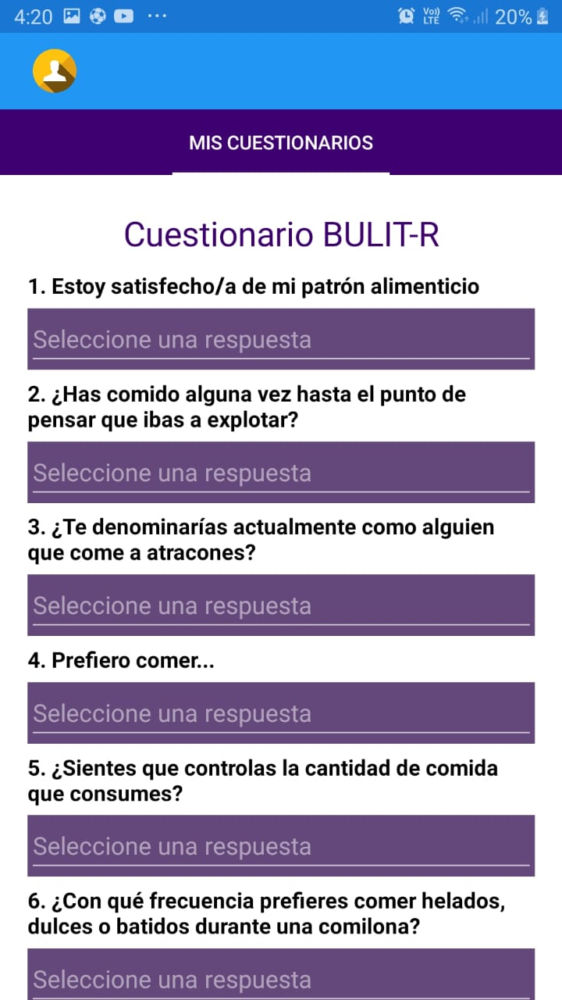 4:20
Vo))
LTE
20%
MIS CUESTIONARIOS
Cuestionario BULIT-R
1. Estoy satisfecho/a de mi patrón alimenticio
Seleccione una respuesta
2. ¿Has comido alguna vez hasta el punto de
pensar que ibas a explotar?
Seleccione una respuesta
3. ¿Te denominarías actualmente como alguien
que come a atracones?
Seleccione una respuesta
4. Prefiero comer...
Seleccione una respuesta
5. ¿Sientes que controlas la cantidad de comida
que consumes?
Seleccione una respuesta
6. ¿Con qué frecuencia prefieres comer helados,
dulces o batidos durante una comilona?
Seleccione una respuesta